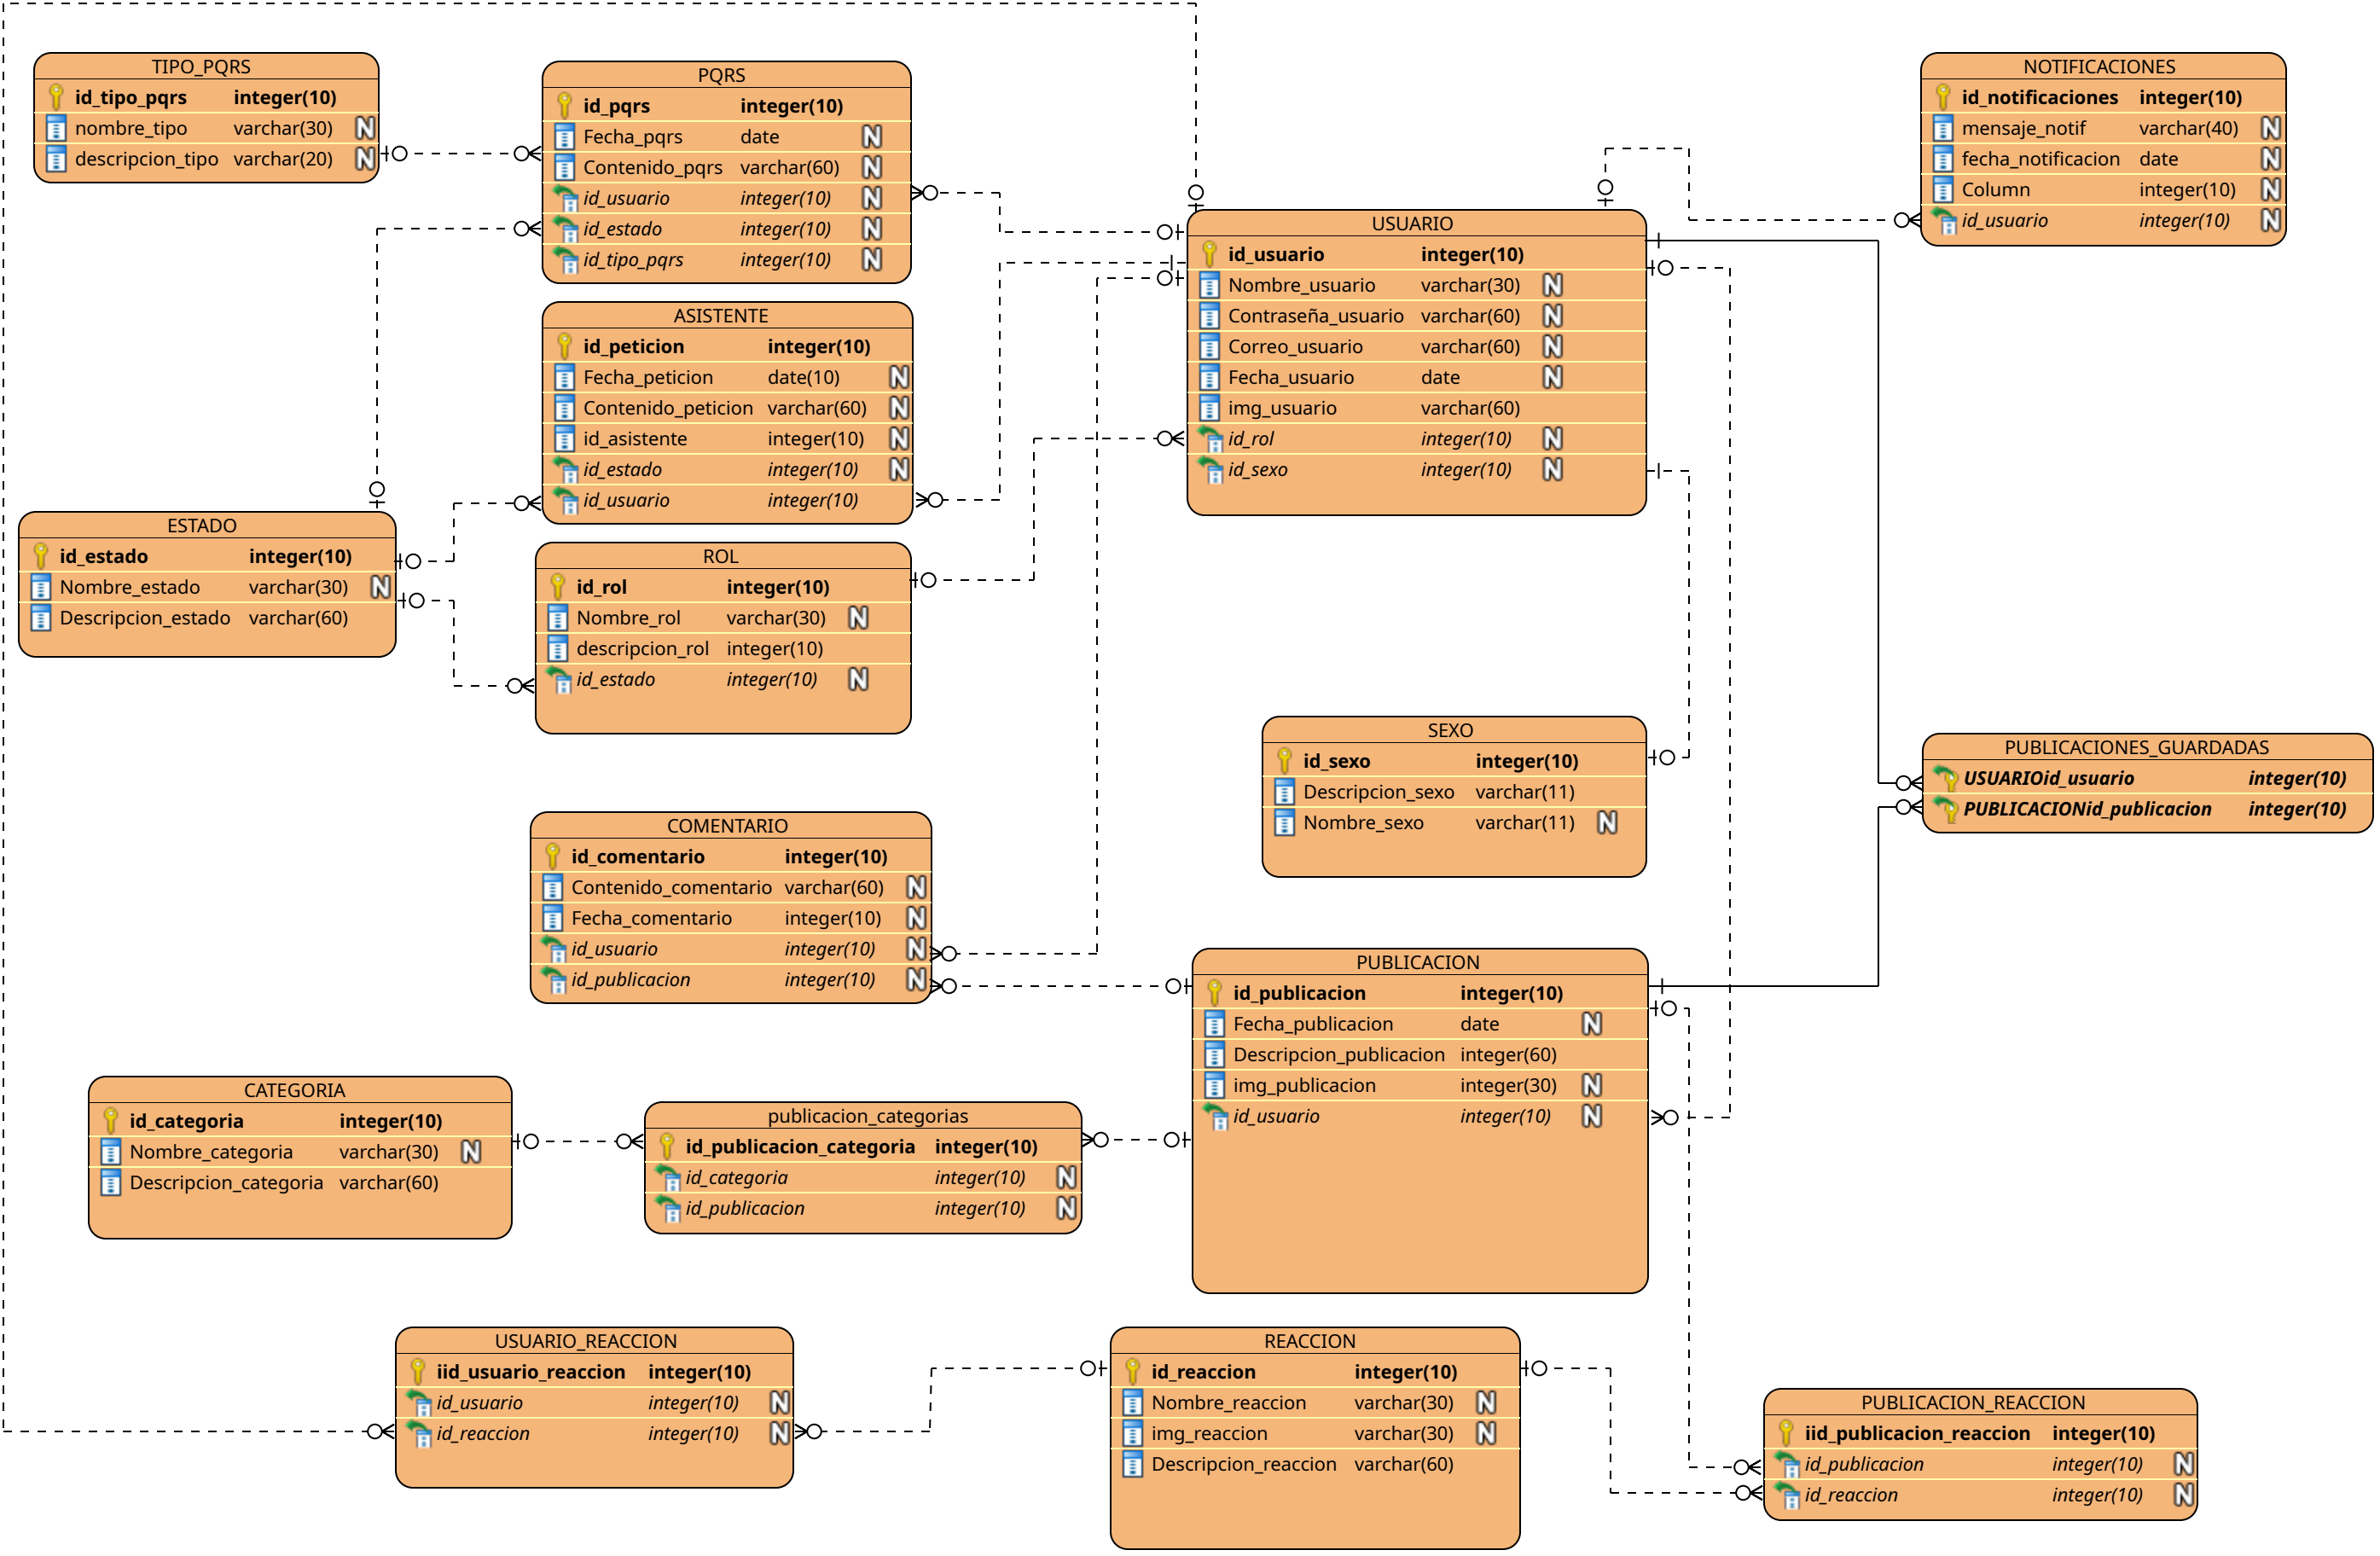 TIPO_PQRS
id_tipo_pqrs integer(10)
nombre_tipo varchar(30) N
descripcion_tipo varchar(20) N
PQRS
id_pqrs integer(10)
Fecha_pqrs date N
Contenido_pqrs varchar(60) N
id_usuario integer(10) N
id_estado integer(10) N
id_tipo_pqrs integer(10) N
NOTIFICACIONES
id_notificaciones integer(10)
mensaje_notif varchar(40) N
fecha_notificacion date N
Column integer(10) N
id_usuario integer(10) N
USUARIO
id_usuario integer(10)
Nombre_usuario varchar(30) N
Contraseña_usuario varchar(60) N
Correo_usuario varchar(60) N
Fecha_usuario date N
img_usuario varchar(60)
id_rol integer(10) N
id_sexo integer(10) N
ASISTENTE
id_peticion integer(10)
Fecha_peticion date(10) N
Contenido_peticion varchar(60) N
id_asistente integer(10) N
id_estado integer(10) N
id_usuario integer(10)
ESTADO
id_estado integer(10)
Nombre_estado varchar(30) N
Descripcion_estado varchar(60)
ROL
id_rol integer(10)
Nombre_rol varchar(30) N
descripcion_rol integer(10)
id_estado integer(10) N
SEXO
id_sexo integer(10)
Descripcion_sexo varchar(11)
Nombre_sexo varchar(11) N
PUBLICACIONES_GUARDADAS
USUARIOid_usuario integer(10)
PUBLICACIONid_publicacion integer(10)
COMENTARIO
id_comentario integer(10)
Contenido_comentario varchar(60) N
Fecha_comentario integer(10) N
id_usuario integer(10) N
id_publicacion integer(10) N
PUBLICACION
id_publicacion integer(10)
Fecha_publicacion date N
Descripcion_publicacion integer(60)
img_publicacion integer(30) N
id_usuario integer(10) N
CATEGORIA
id_categoria integer(10)
Nombre_categoria varchar(30) N
Descripcion_categoria varchar(60)
publicacion_categorias
id_publicacion_categoria integer(10)
id_categoria integer(10) N
id_publicacion integer(10) N
USUARIO_REACCION
iid_usuario_reaccion integer(10)
id_usuario integer(10) N
id_reaccion integer(10) N
REACCION
id_reaccion integer(10)
Nombre_reaccion varchar(30) N
img_reaccion varchar(30) N
Descripcion_reaccion varchar(60)
PUBLICACION_REACCION
iid_publicacion_reaccion integer(10)
id_publicacion integer(10) N
id_reaccion integer(10) N